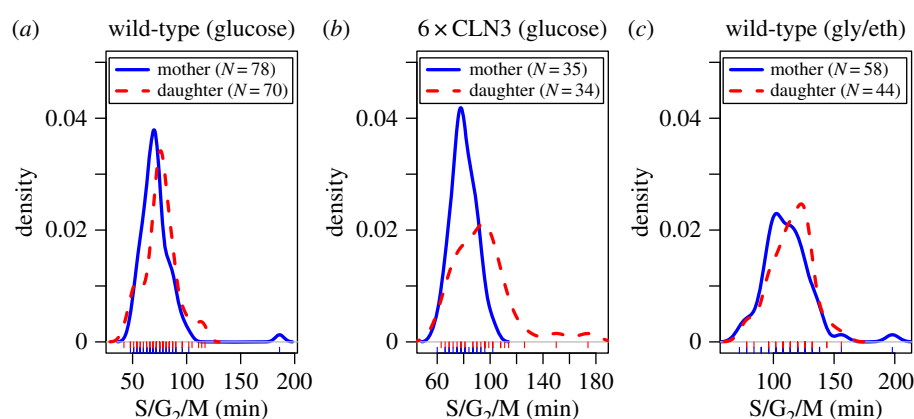 (a) wild-type (glucose)
mother (N = 78)
daughter (N = 70)
density
0.04
0.02
0
50 100 150 200
S/G₂/M (min)
(b) 6 × CLN3 (glucose)
mother (N = 35)
daughter (N = 34)
density
0.04
0.02
0
60 100 140 180
S/G₂/M (min)
(c) wild-type (gly/eth)
mother (N = 58)
daughter (N = 44)
density
0.04
0.02
0
100 150 200
S/G₂/M (min)